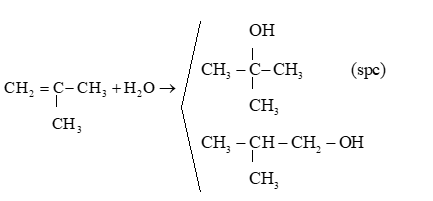 OH
CH₃ – C – CH₃ (spc)
CH₂ = C – CH₃ + H₂O →
CH₃
CH₃
CH₃ – CH – CH₂ – OH
CH₃